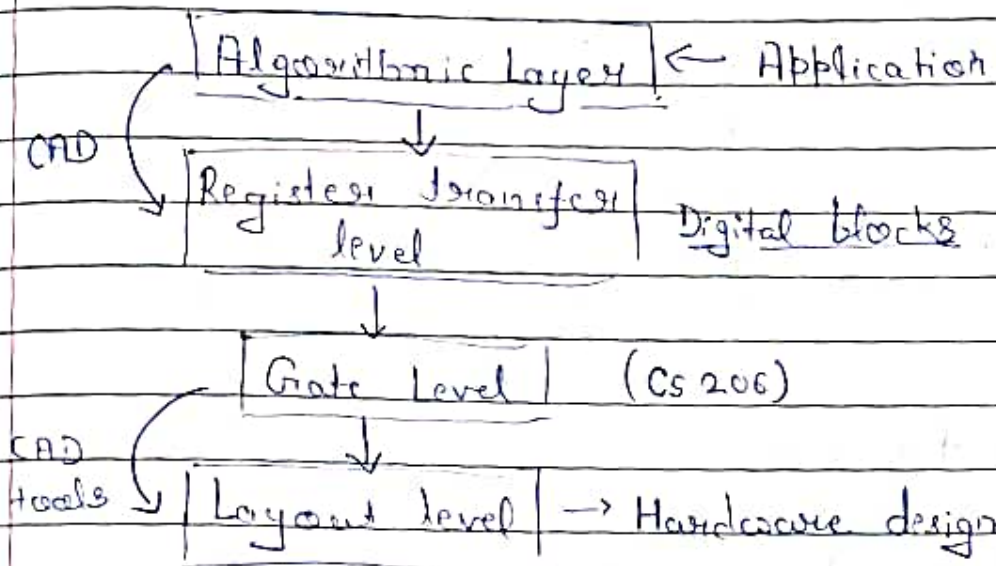 Algorithmic Layer ← Application
CAD
Register transfer Digital blocks
level
Gate Level (CS 206)
CAD
tools
Layout level → Hardware design